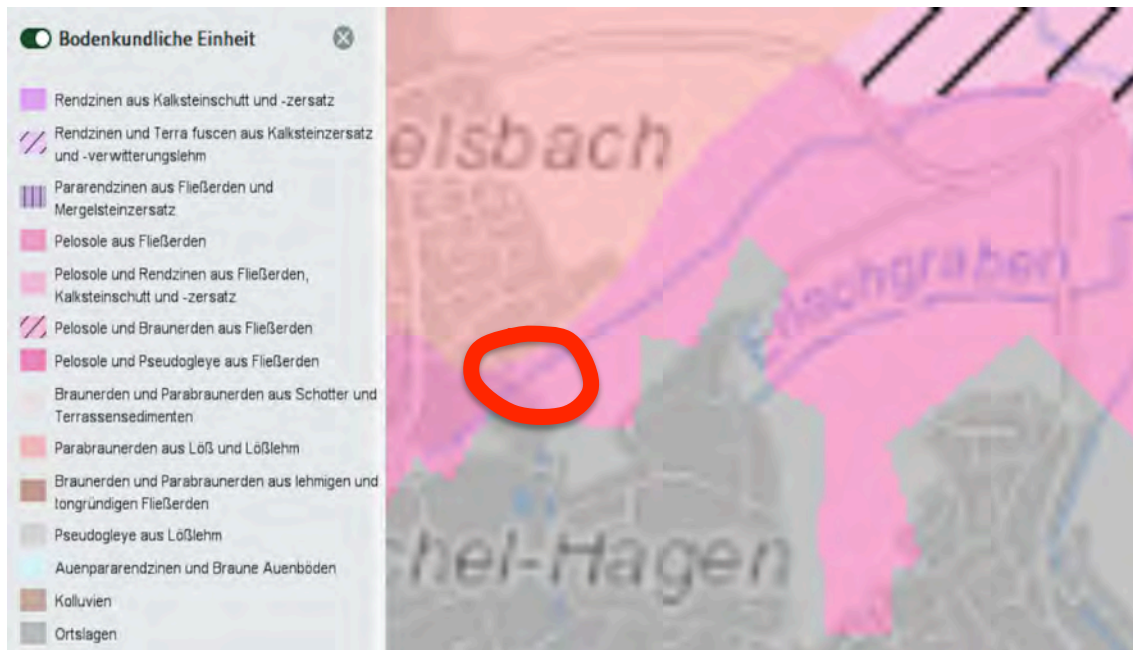 Bodenkundliche Einheit
Rendzinen aus Kalksteinschutt und -zersatz
Rendzinen und Terra fuscen aus Kalksteinzersatz
und -verwitterungslehm
Pararendzinen aus Fließerden und
Mergelsteinzersatz
Pelosole aus Fließerden
Pelosole und Rendzinen aus Fließerden,
Kalksteinschutt und -zersatz
Pelosole und Braunerden aus Fließerden
Pelosole und Pseudogleye aus Fließerden
Braunerden und Parabraunerden aus Schotter und
Terrassensedimenten
Parabraunerden aus Löß und Lößlehm
Braunerden und Parabraunerden aus lehmigen und
tongründigen Fließerden
Pseudogleye aus Lößlehm
Auenpararendzinen und Braune Auenböden
Kolluvien
Ortslagen
elsbach
hachgraben
chel-Hagen